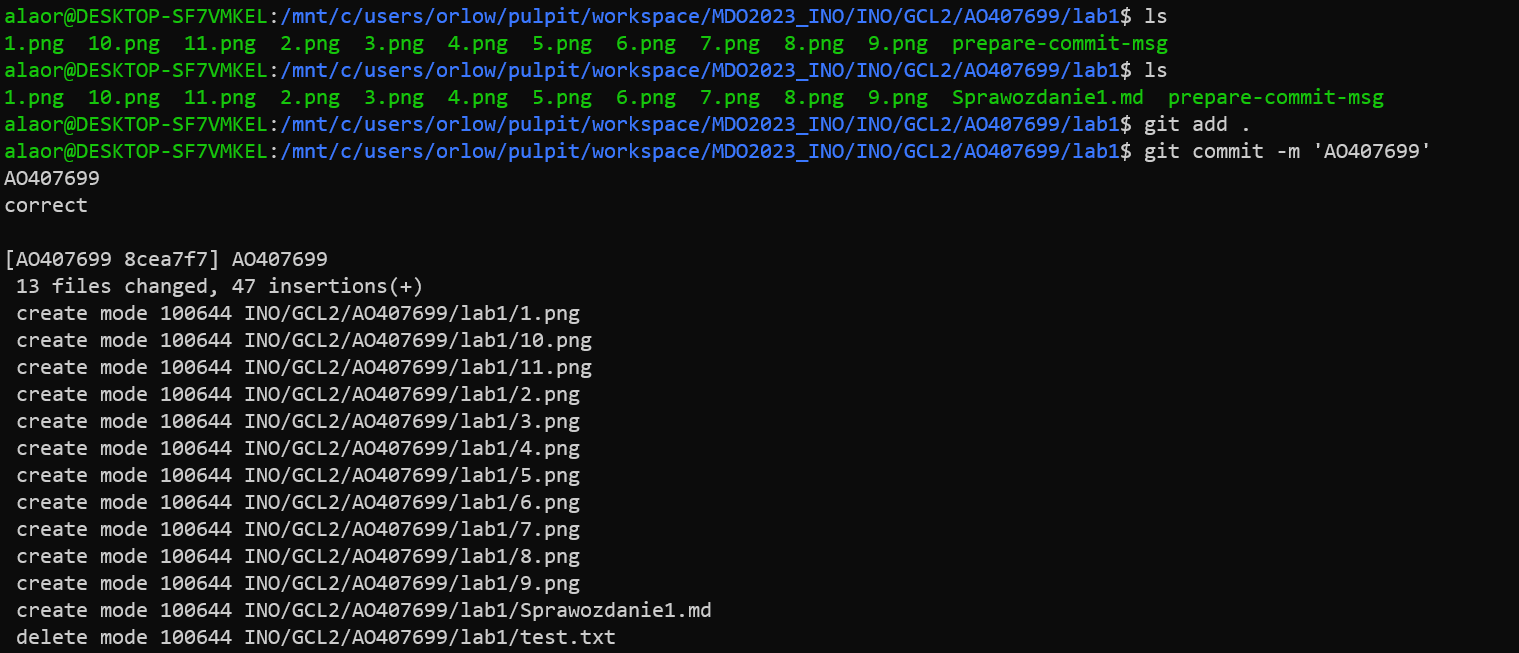 alaor@DESKTOP-SF7VMKEL:/mnt/c/users/orlow/pulpit/workspace/MDO2023_INO/INO/GCL2/AO407699/lab1$ ls
1.png  10.png  11.png  2.png  3.png  4.png  5.png  6.png  7.png  8.png  9.png  prepare-commit-msg
alaor@DESKTOP-SF7VMKEL:/mnt/c/users/orlow/pulpit/workspace/MDO2023_INO/INO/GCL2/AO407699/lab1$ ls
1.png  10.png  11.png  2.png  3.png  4.png  5.png  6.png  7.png  8.png  9.png  Sprawozdanie1.md  prepare-commit-msg
alaor@DESKTOP-SF7VMKEL:/mnt/c/users/orlow/pulpit/workspace/MDO2023_INO/INO/GCL2/AO407699/lab1$ git add .
alaor@DESKTOP-SF7VMKEL:/mnt/c/users/orlow/pulpit/workspace/MDO2023_INO/INO/GCL2/AO407699/lab1$ git commit -m 'AO407699'
AO407699
correct

[AO407699 8cea7f7] AO407699
 13 files changed, 47 insertions(+)
 create mode 100644 INO/GCL2/AO407699/lab1/1.png
 create mode 100644 INO/GCL2/AO407699/lab1/10.png
 create mode 100644 INO/GCL2/AO407699/lab1/11.png
 create mode 100644 INO/GCL2/AO407699/lab1/2.png
 create mode 100644 INO/GCL2/AO407699/lab1/3.png
 create mode 100644 INO/GCL2/AO407699/lab1/4.png
 create mode 100644 INO/GCL2/AO407699/lab1/5.png
 create mode 100644 INO/GCL2/AO407699/lab1/6.png
 create mode 100644 INO/GCL2/AO407699/lab1/7.png
 create mode 100644 INO/GCL2/AO407699/lab1/8.png
 create mode 100644 INO/GCL2/AO407699/lab1/9.png
 create mode 100644 INO/GCL2/AO407699/lab1/Sprawozdanie1.md
 delete mode 100644 INO/GCL2/AO407699/lab1/test.txt